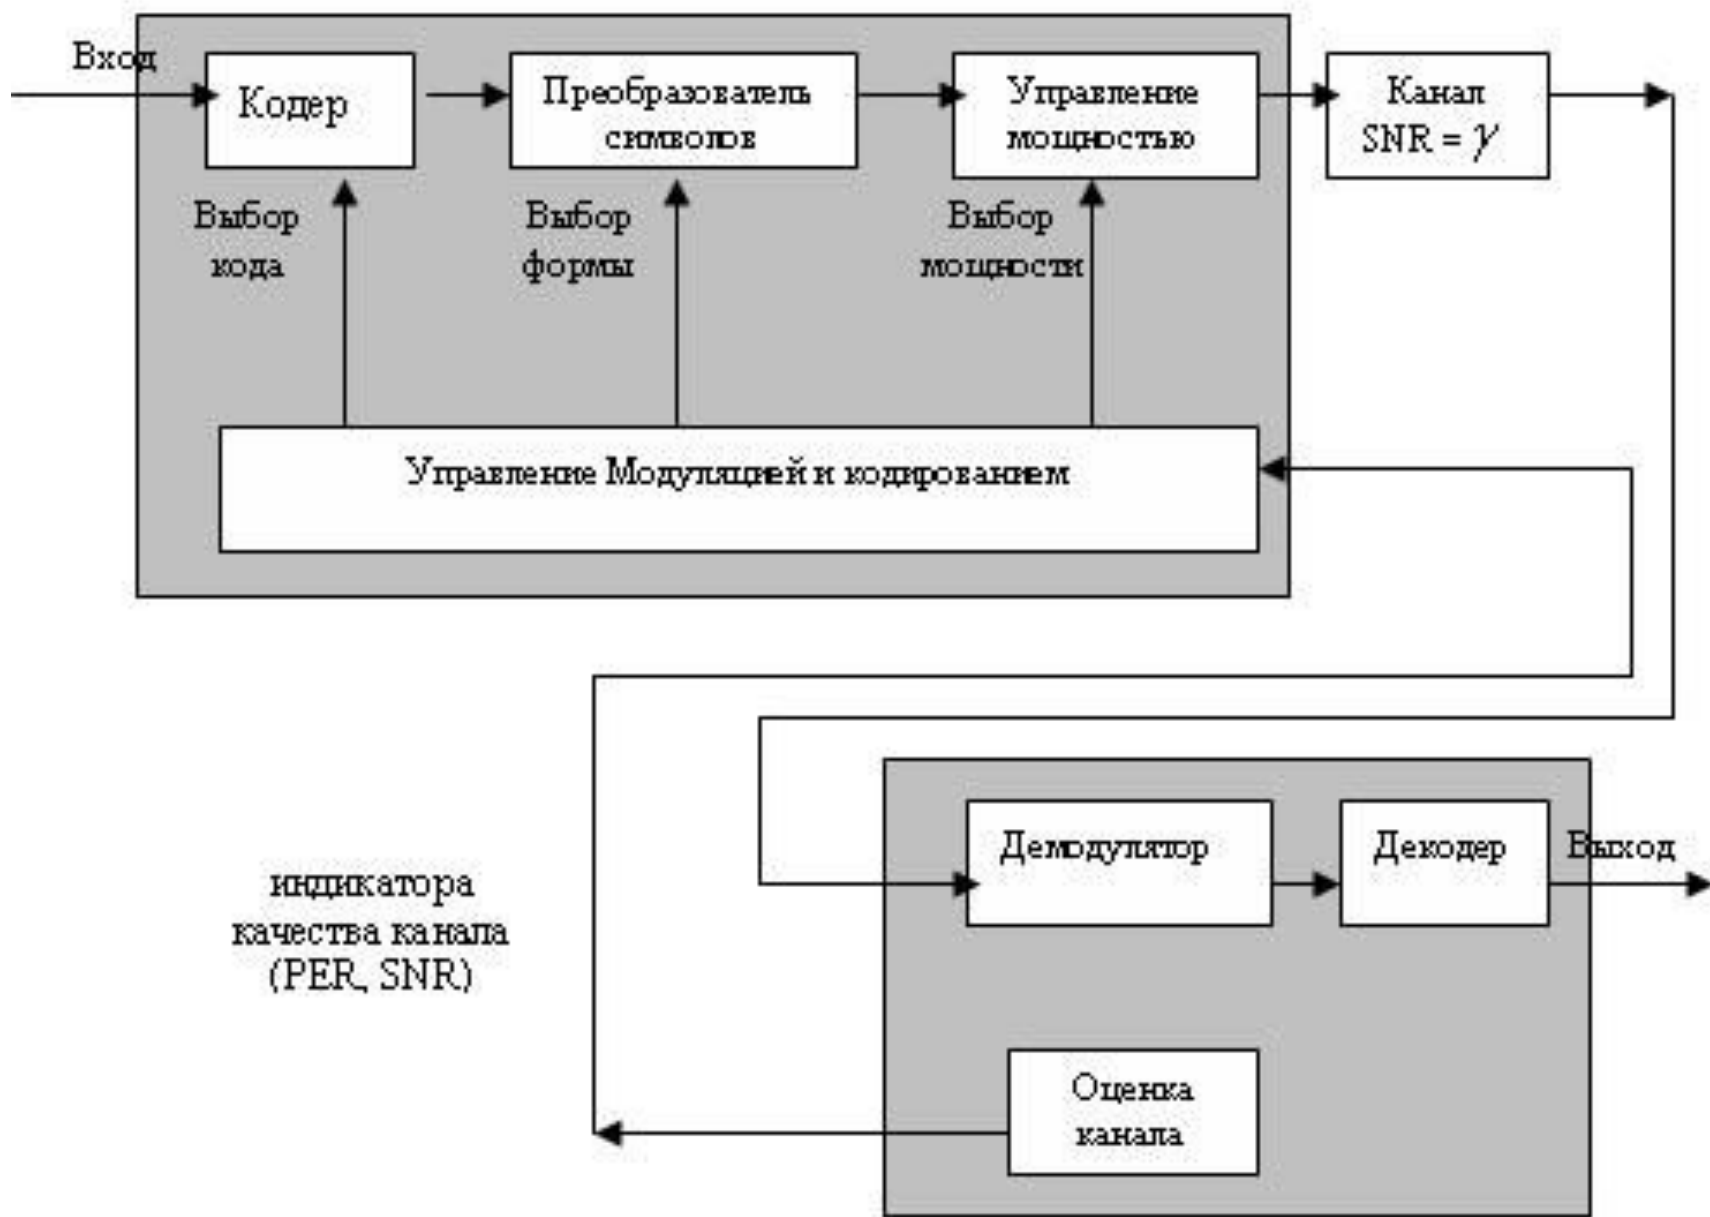 Вход
Кодер
Преобразователь
символов
Управление
мощностью
Канал
SNR = γ
Выбор
кода
Выбор
формы
Выбор
мощности
Управление Модуляцией и кодированием
Демодулятор
Декодер
Выход
индикатора
качества канала
(PER, SNR)
Оценка
канала